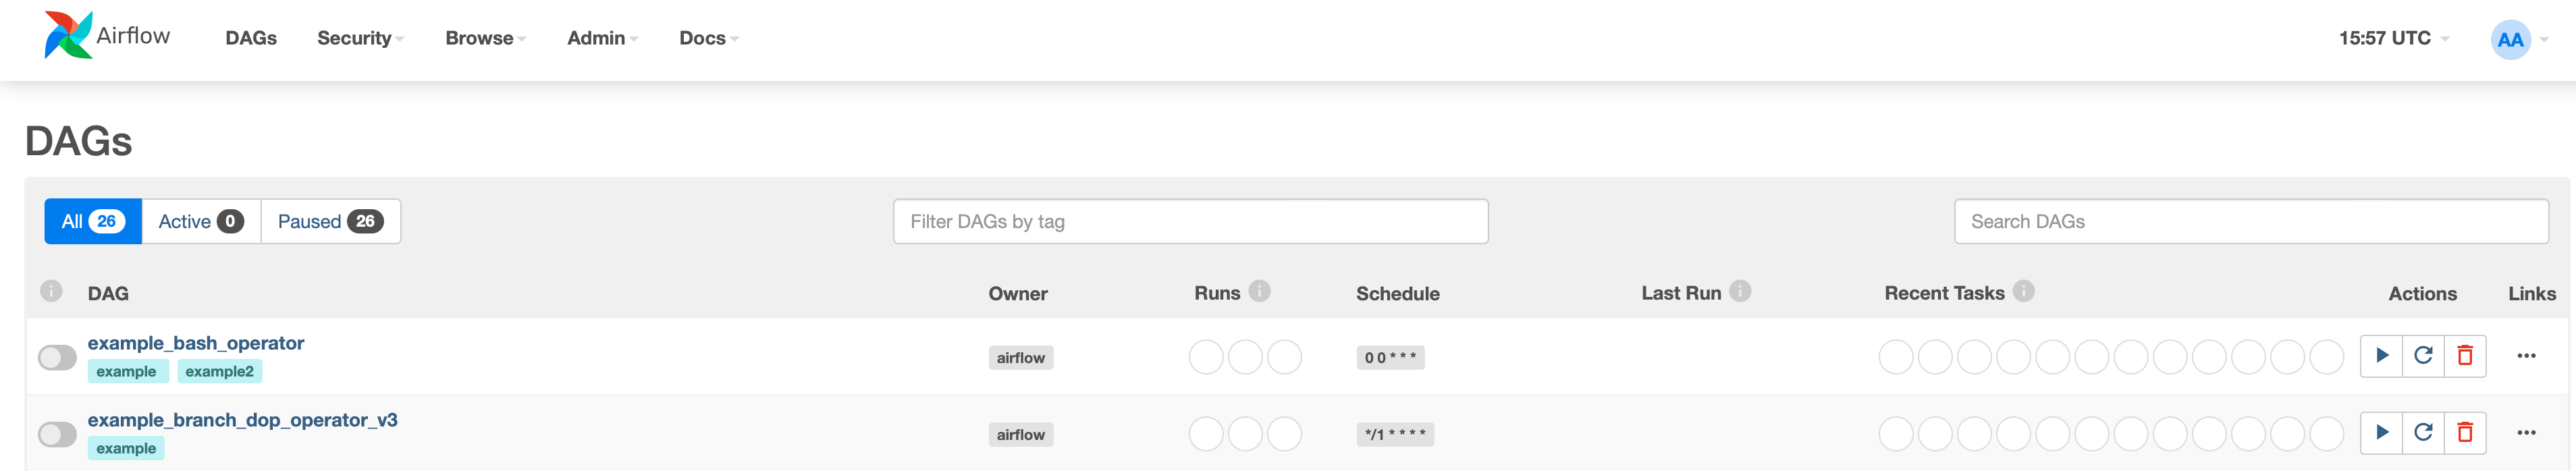 Airflow DAGs Security Browse Admin Docs 15:57 UTC AA
DAGs
All 26 Active 0 Paused 26 Filter DAGs by tag Search DAGs
DAG Owner Runs Schedule Last Run Recent Tasks Actions Links
example_bash_operator
example example2 airflow 0 0 * * *
example_branch_dop_operator_v3
example airflow */1 * * * *